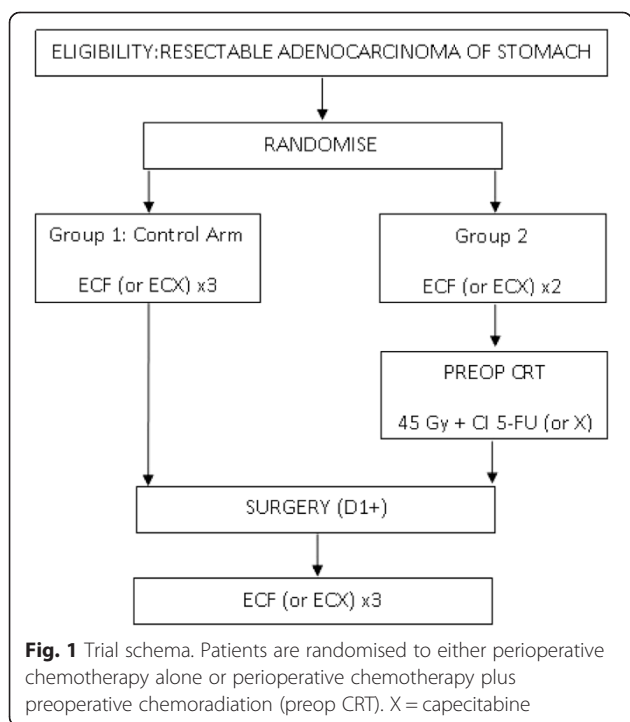 ELIGIBILITY:RESECTABLE ADENOCARCINOMA OF STOMACH
RANDOMISE
Group 1: Control Arm
ECF (or ECX) x3
Group 2
ECF (or ECX) x2
PREOP CRT
45 Gy + CI 5-FU (or X)
SURGERY (D1+)
ECF (or ECX) x3
Fig. 1 Trial schema. Patients are randomised to either perioperative
chemotherapy alone or perioperative chemotherapy plus
preoperative chemoradiation (preop CRT). X = capecitabine